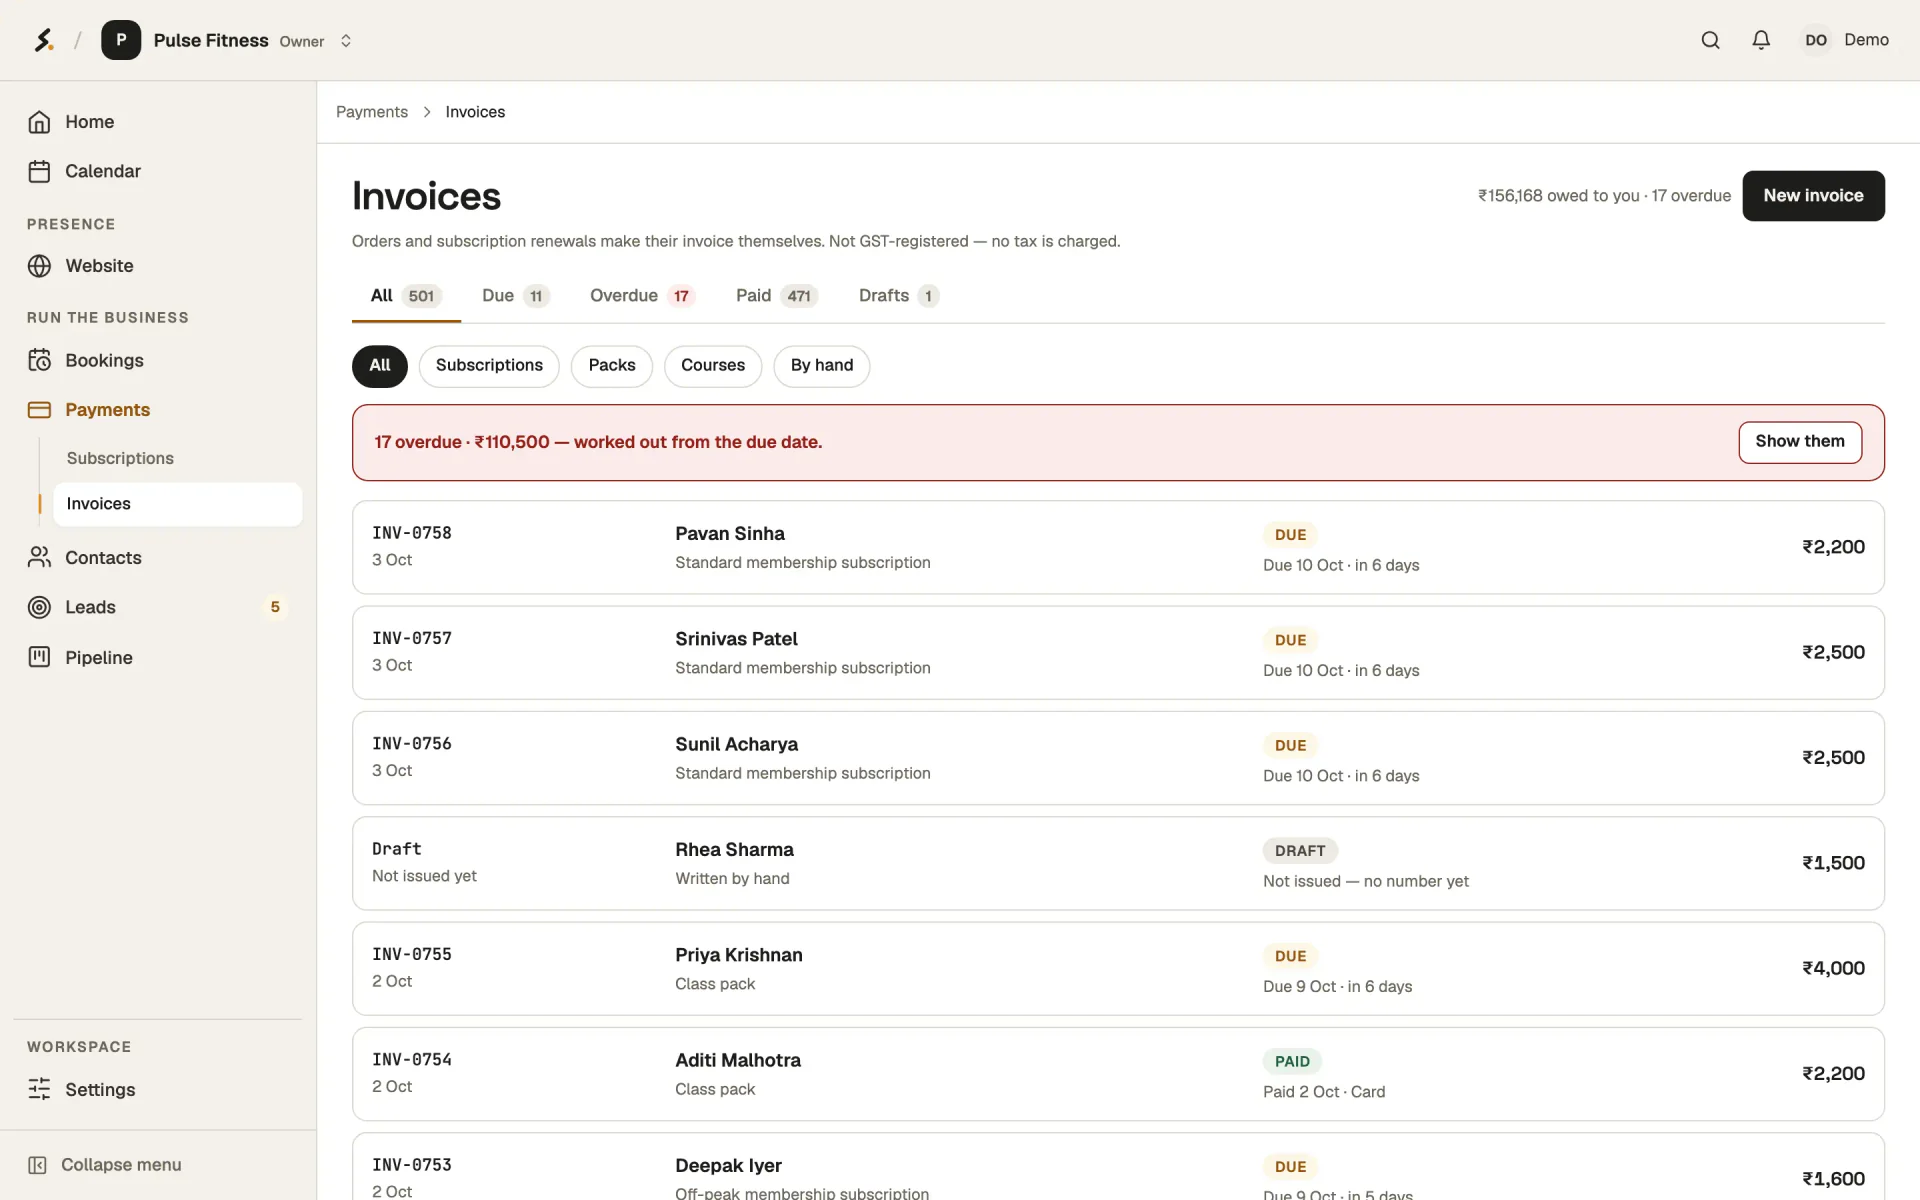 / P Pulse Fitness Owner
DO Demo
Home
Calendar
PRESENCE
Website
RUN THE BUSINESS
Bookings
Payments
Subscriptions
Invoices
Contacts
Leads 5
Pipeline
WORKSPACE
Settings
Collapse menu
Payments > Invoices
Invoices
₹156,168 owed to you · 17 overdue New invoice
Orders and subscription renewals make their invoice themselves. Not GST-registered — no tax is charged.
All 501 Due 11 Overdue 17 Paid 471 Drafts 1
All Subscriptions Packs Courses By hand
17 overdue · ₹110,500 — worked out from the due date. Show them
INV-0758 Pavan Sinha DUE ₹2,200
3 Oct Standard membership subscription Due 10 Oct · in 6 days
INV-0757 Srinivas Patel DUE ₹2,500
3 Oct Standard membership subscription Due 10 Oct · in 6 days
INV-0756 Sunil Acharya DUE ₹2,500
3 Oct Standard membership subscription Due 10 Oct · in 6 days
Draft Rhea Sharma DRAFT ₹1,500
Not issued yet Written by hand Not issued — no number yet
INV-0755 Priya Krishnan DUE ₹4,000
2 Oct Class pack Due 9 Oct · in 6 days
INV-0754 Aditi Malhotra PAID ₹2,200
2 Oct Class pack Paid 2 Oct · Card
INV-0753 Deepak Iyer DUE ₹1,600
2 Oct Off-peak membership subscription Due 9 Oct · in 5 days